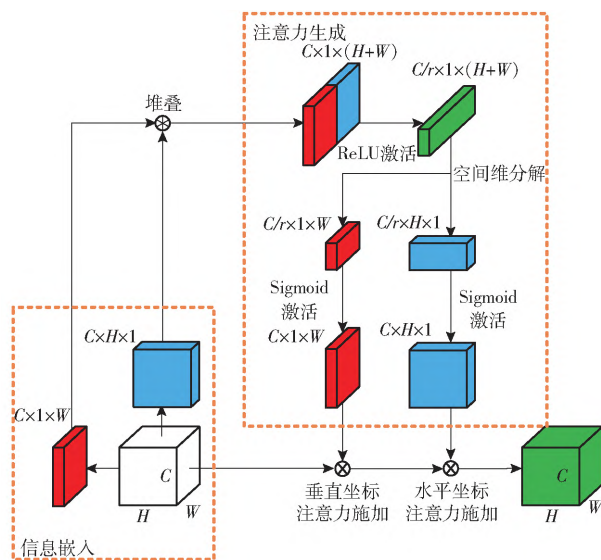 注意力生成
C×1×(H+W)
C/r×1×(H+W)
堆叠
ReLU激活
空间维分解
C/r×1×W
C/r×H×1
Sigmoid
激活
Sigmoid
激活
C×H×1
C×1×W
C×H×1
C×1×W
C
H
W
垂直坐标
注意力施加
水平坐标
注意力施加
C
H
W
信息嵌入